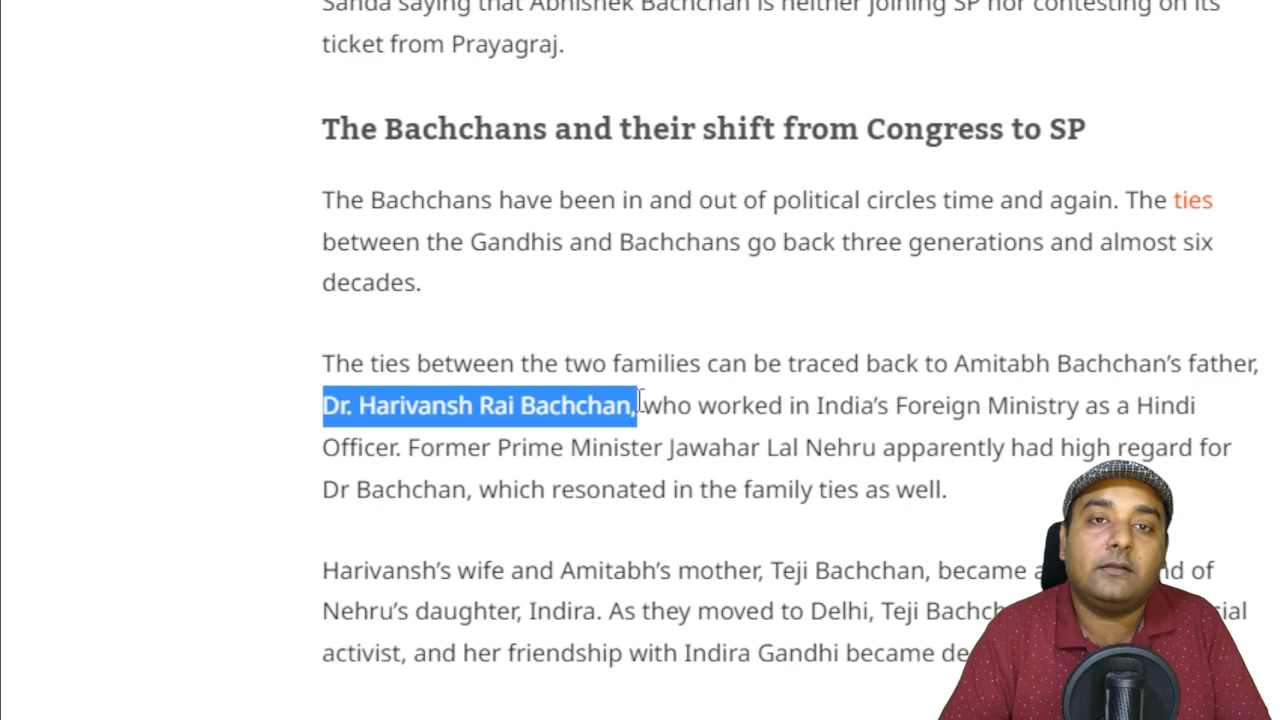 Sanda saying that Abhishek Bachchan is neither joining SP nor contesting on its
ticket from Prayagraj.
The Bachchans and their shift from Congress to SP
The Bachchans have been in and out of political circles time and again. The ties
between the Gandhis and Bachchans go back three generations and almost six
decades.
The ties between the two families can be traced back to Amitabh Bachchan’s father,
Dr. Harivansh Rai Bachchan, who worked in India’s Foreign Ministry as a Hindi
Officer. Former Prime Minister Jawahar Lal Nehru apparently had high regard for
Dr Bachchan, which resonated in the family ties as well.
Harivansh’s wife and Amitabh’s mother, Teji Bachchan, became of
Nehru’s daughter, Indira. As they moved to Delhi, Teji
activist, and her friendship with Indira Gandhi became